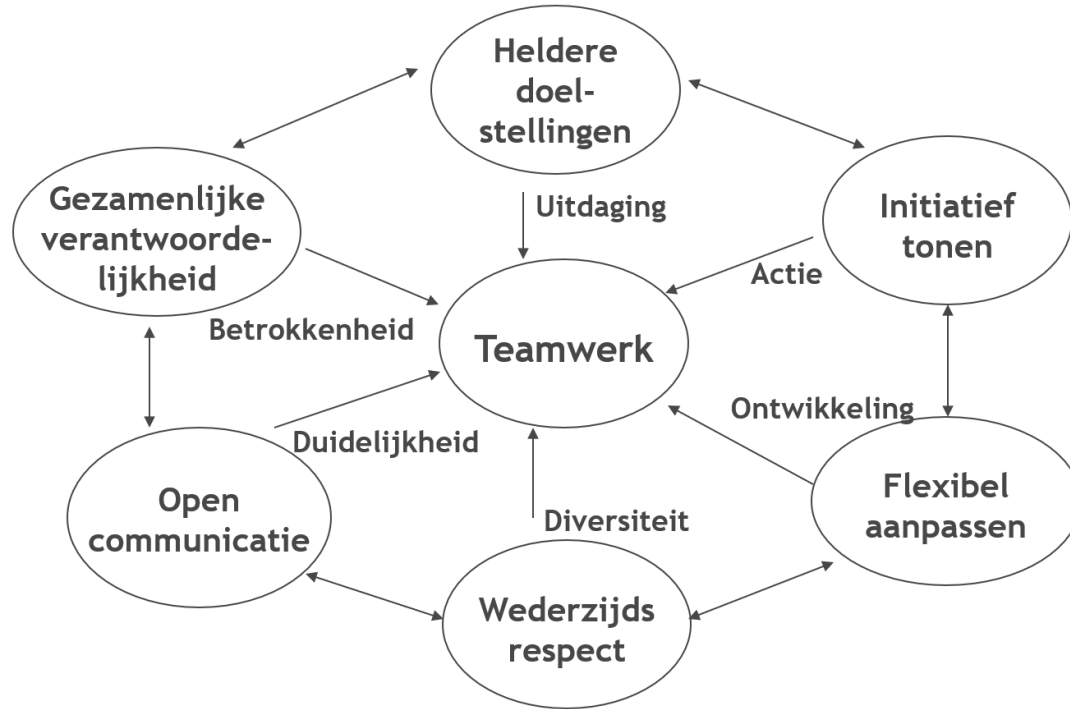 Heldere
doel-
stellingen
Gezamenlijke
verantwoorde-
lijkheid
Initiatief
tonen
Uitdaging
Actie
Betrokkenheid
Teamwerk
Ontwikkeling
Duidelijkheid
Open
communicatie
Flexibel
aanpassen
Diversiteit
Wederzijds
respect